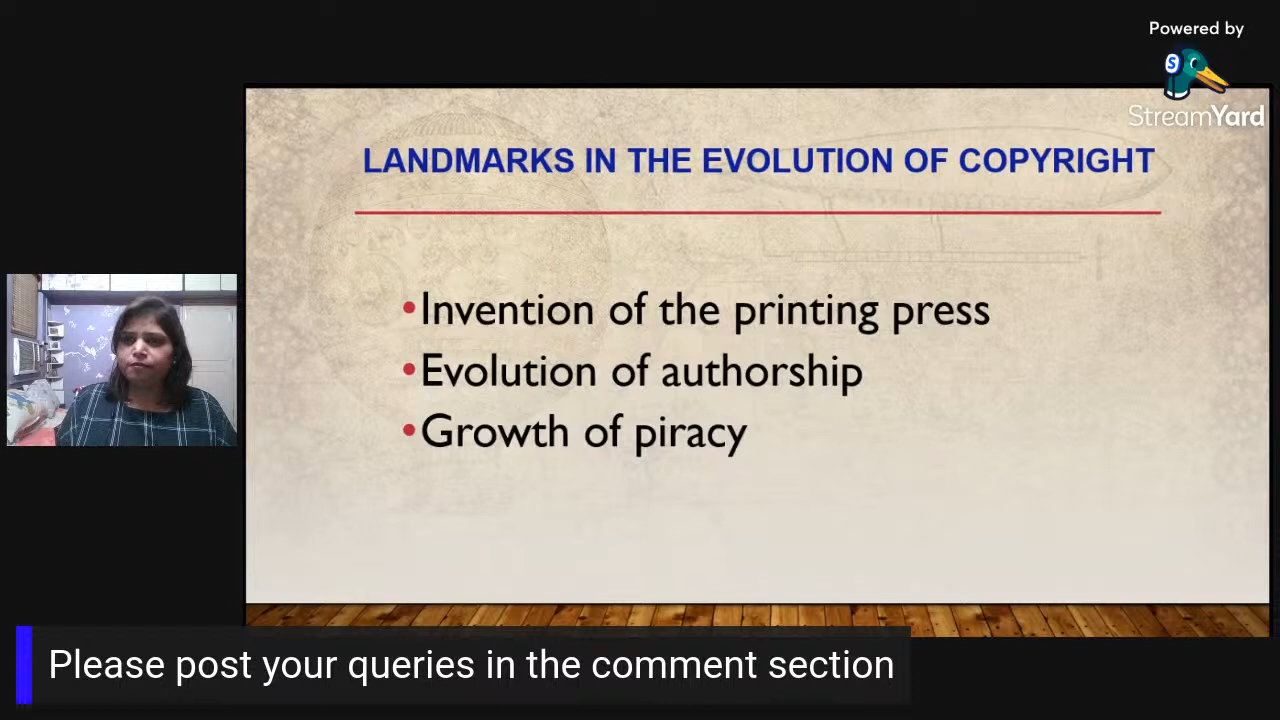 Powered by
StreamYard
LANDMARKS IN THE EVOLUTION OF COPYRIGHT
•Invention of the printing press
•Evolution of authorship
•Growth of piracy
Please post your queries in the comment section